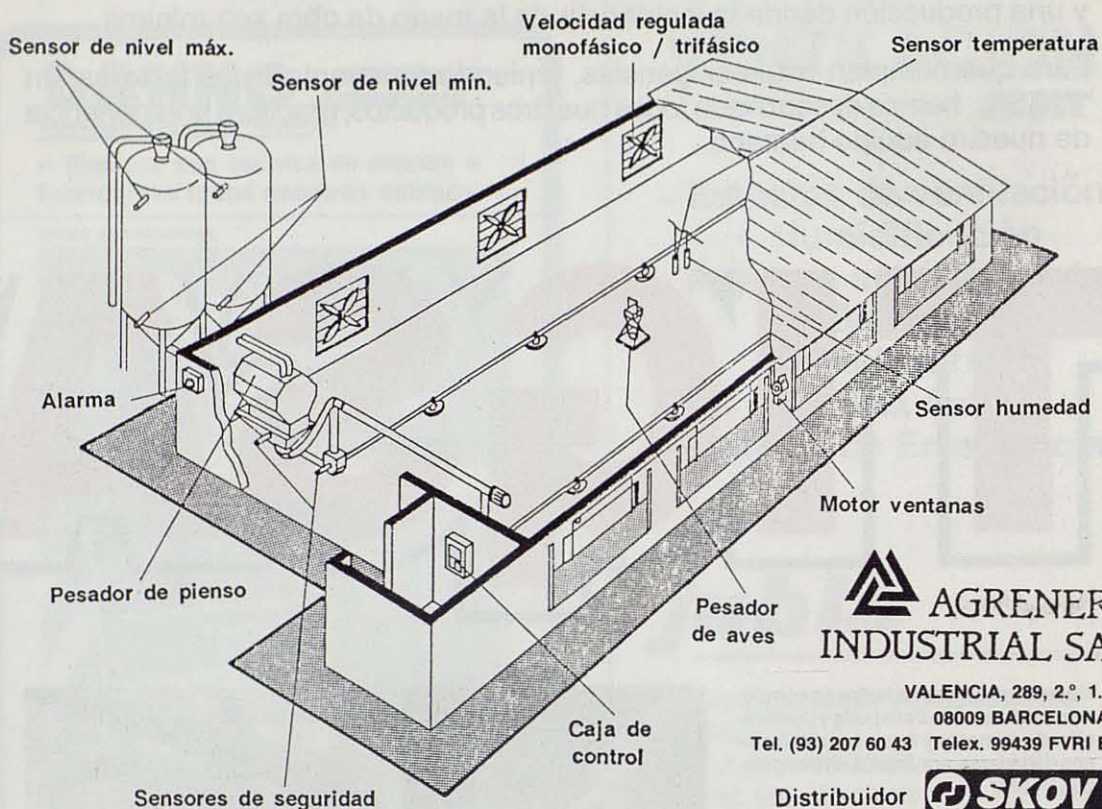 Velocidad regulada
monofásico / trifásico
Sensor de nivel máx.
Sensor temperatura
Sensor de nivel mín.
Alarma
Sensor humedad
Motor ventanas
Pesador de pienso
Pesador
de aves
AGRENER
INDUSTRIAL SA
VALENCIA, 289, 2.°, 1.
08009 BARCELONA
Tel. (93) 207 60 43 Telex. 99439 FVRI E
Caja de
control
Sensores de seguridad
Distribuidor SKOV